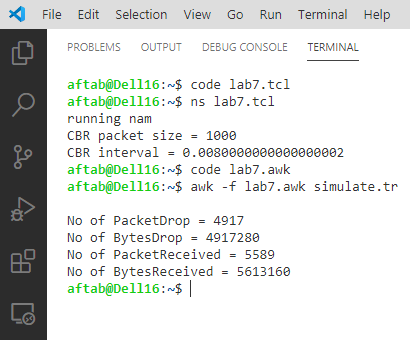 File Edit View Go Run Terminal Help
PROBLEMS OUTPUT DEBUG CONSOLE TERMINAL
aftab@Dell16:~$ code lab7.tcl
aftab@Dell16:~$ ns lab7.tcl
running nam
CBR packet size = 1000
CBR interval = 0.0080000000000000002
aftab@Dell16:~$ code lab7.awk
aftab@Dell16:~$ awk -f lab7.awk simulate.tr
No of PacketDrop = 4917
No of BytesDrop = 4917280
No of PacketReceived = 5589
No of BytesReceived = 5613160
aftab@Dell16:~$